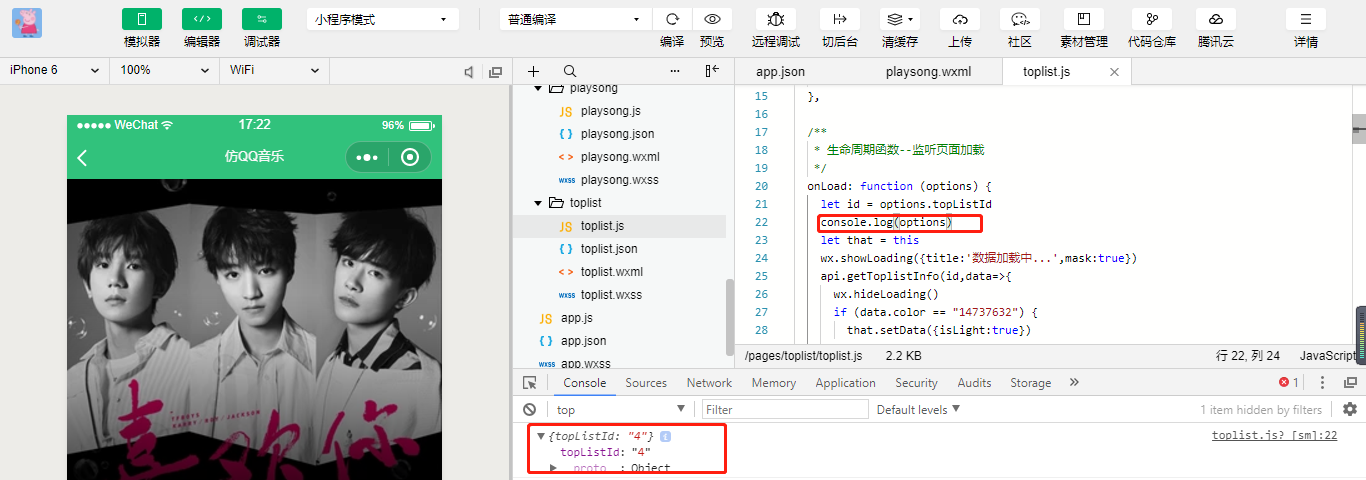 小程序模式
普通编译
模拟器
编辑器
调试器
编译
预览
远程调试
切后台
清缓存
上传
社区
素材管理
代码仓库
腾讯云
详情
iPhone 6
100%
WiFi
WeChat
17:22
96%
仿QQ音乐
喜欢你
playsong
JS playsong.js
{ } playsong.json
< > playsong.wxml
wxss playsong.wxss
toplist
JS toplist.js
{ } toplist.json
< > toplist.wxml
wxss toplist.wxss
JS app.js
{ } app.json
wxss app.wxss
app.json
playsong.wxml
toplist.js
15 },
16
17 /**
18 * 生命周期函数--监听页面加载
19 */
20 onLoad: function (options) {
21 let id = options.topListId
22 console.log(options)
23 let that = this
24 wx.showLoading({title:'数据加载中...',mask:true})
25 api.getToplistInfo(id,data=>{
26 wx.hideLoading()
27 if (data.color == "14737632") {
28 that.setData({isLight:true})
/pages/toplist/toplist.js
2.2 KB
行 22, 列 24
JavaScript
Console
Sources
Network
Memory
Application
Security
Audits
Storage
1
top
Filter
Default levels
1 item hidden by filters
{topListId: "4"}
toplist.js? [sm]:22
topListId: "4"
proto : Object